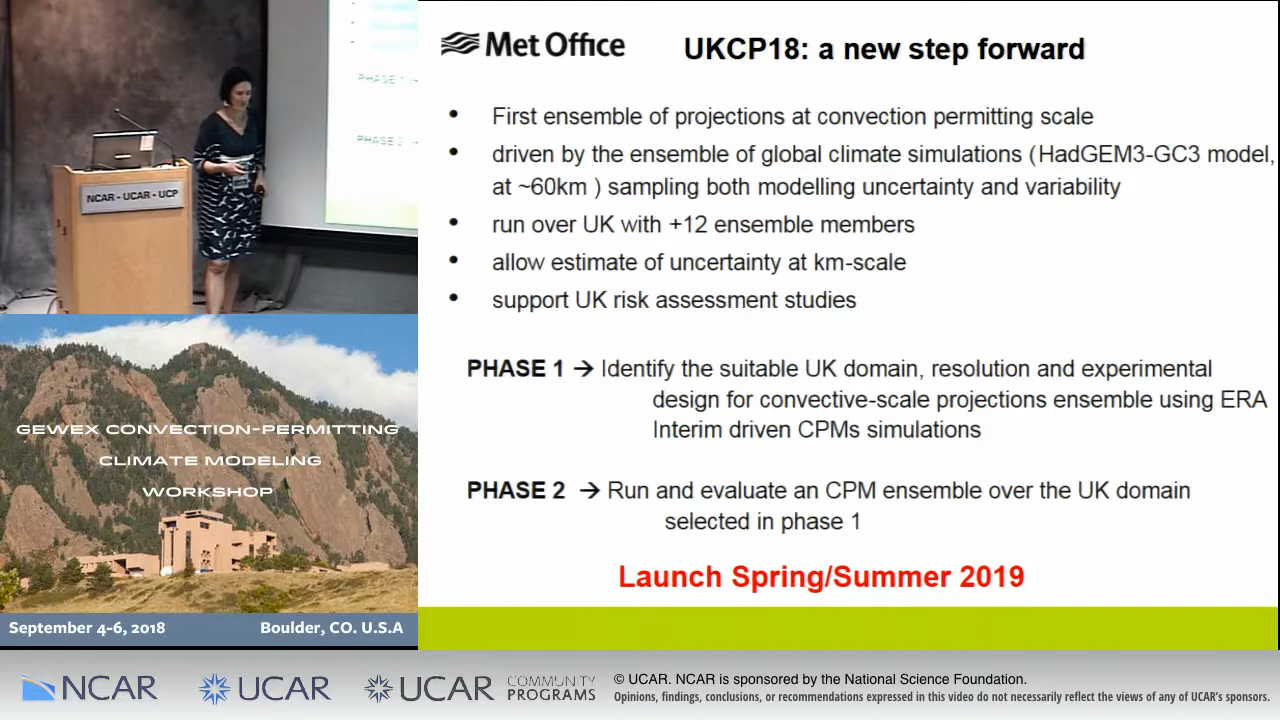 PHASE 1
PHASE 2
NCAR - UCAR - UCP
Met Office
UKCP18: a new step forward
• First ensemble of projections at convection permitting scale
• driven by the ensemble of global climate simulations (HadGEM3-GC3 model,
at ~60km ) sampling both modelling uncertainty and variability
• run over UK with +12 ensemble members
• allow estimate of uncertainty at km-scale
• support UK risk assessment studies
PHASE 1 → Identify the suitable UK domain, resolution and experimental
design for convective-scale projections ensemble using ERA
Interim driven CPMs simulations
PHASE 2 → Run and evaluate an CPM ensemble over the UK domain
selected in phase 1
Launch Spring/Summer 2019
GEWEX CONVECTION-PERMITTING
CLIMATE MODELING
WORKSHOP
September 4-6, 2018 Boulder, CO. U.S.A
NCAR UCAR UCAR COMMUNITY PROGRAMS
© UCAR. NCAR is sponsored by the National Science Foundation.
Opinions, findings, conclusions, or recommendations expressed in this video do not necessarily reflect the views of any of UCAR's sponsors.